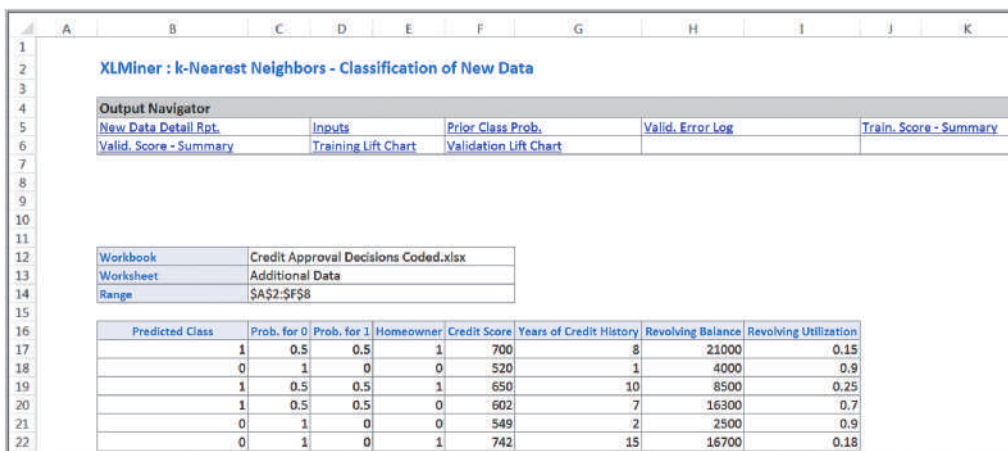 A B C D E F G H I J K
1
2 XLMiner : k-Nearest Neighbors - Classification of New Data
3
4 Output Navigator
5 New Data Detail Rpt. Inputs Prior Class Prob. Valid. Error Log Train. Score - Summary
6 Valid. Score - Summary Training Lift Chart Validation Lift Chart
7
8
9
10
11
12 Workbook Credit Approval Decisions Coded.xlsx
13 Worksheet Additional Data
14 Range $A$2:$F$8
15
16 Predicted Class Prob. for 0 Prob. for 1 Homeowner Credit Score Years of Credit History Revolving Balance Revolving Utilization
17 1 0.5 0.5 1 700 8 21000 0.15
18 0 1 0 0 520 1 4000 0.9
19 1 0.5 0.5 1 650 10 8500 0.25
20 1 0.5 0.5 0 602 7 16300 0.7
21 0 1 0 0 549 2 2500 0.9
22 0 1 0 1 742 15 16700 0.18